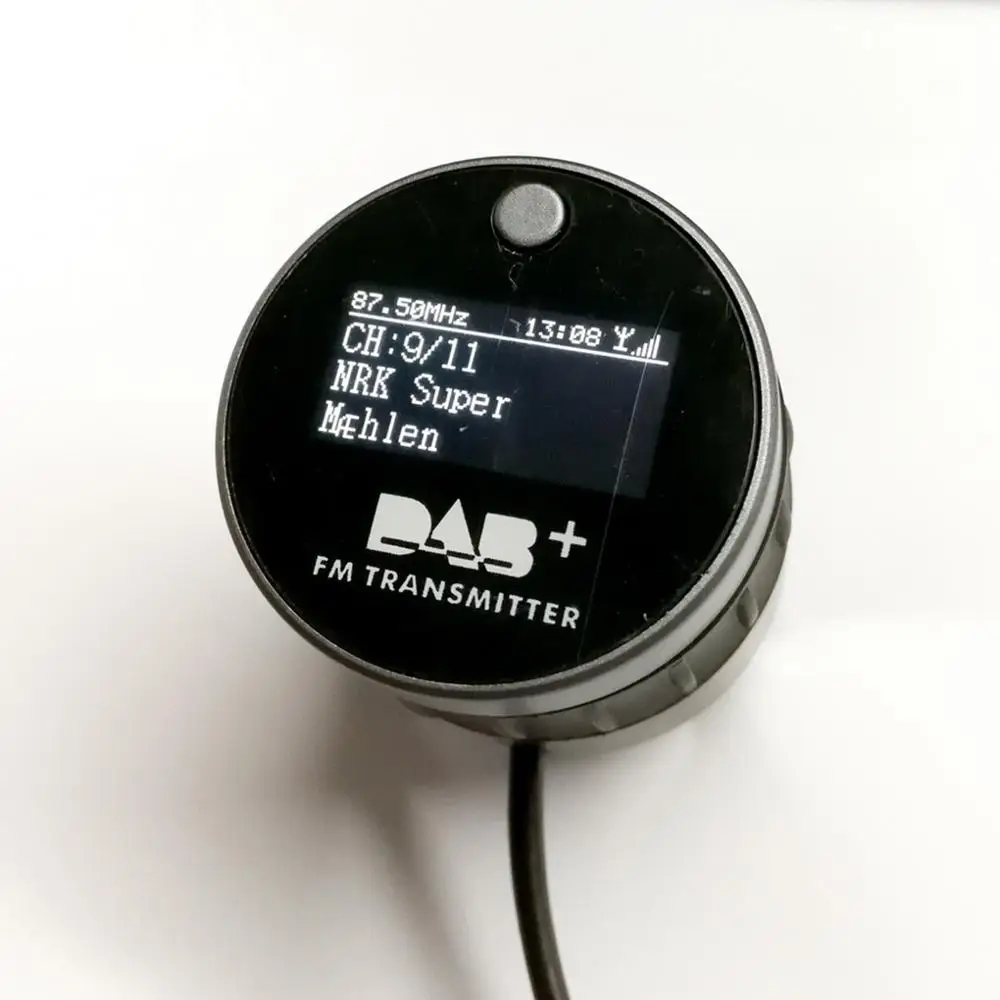 87.50MHz 13:08
CH:9/11
NRK Super
MÆhlen
DAB+
FM TRANSMITTER